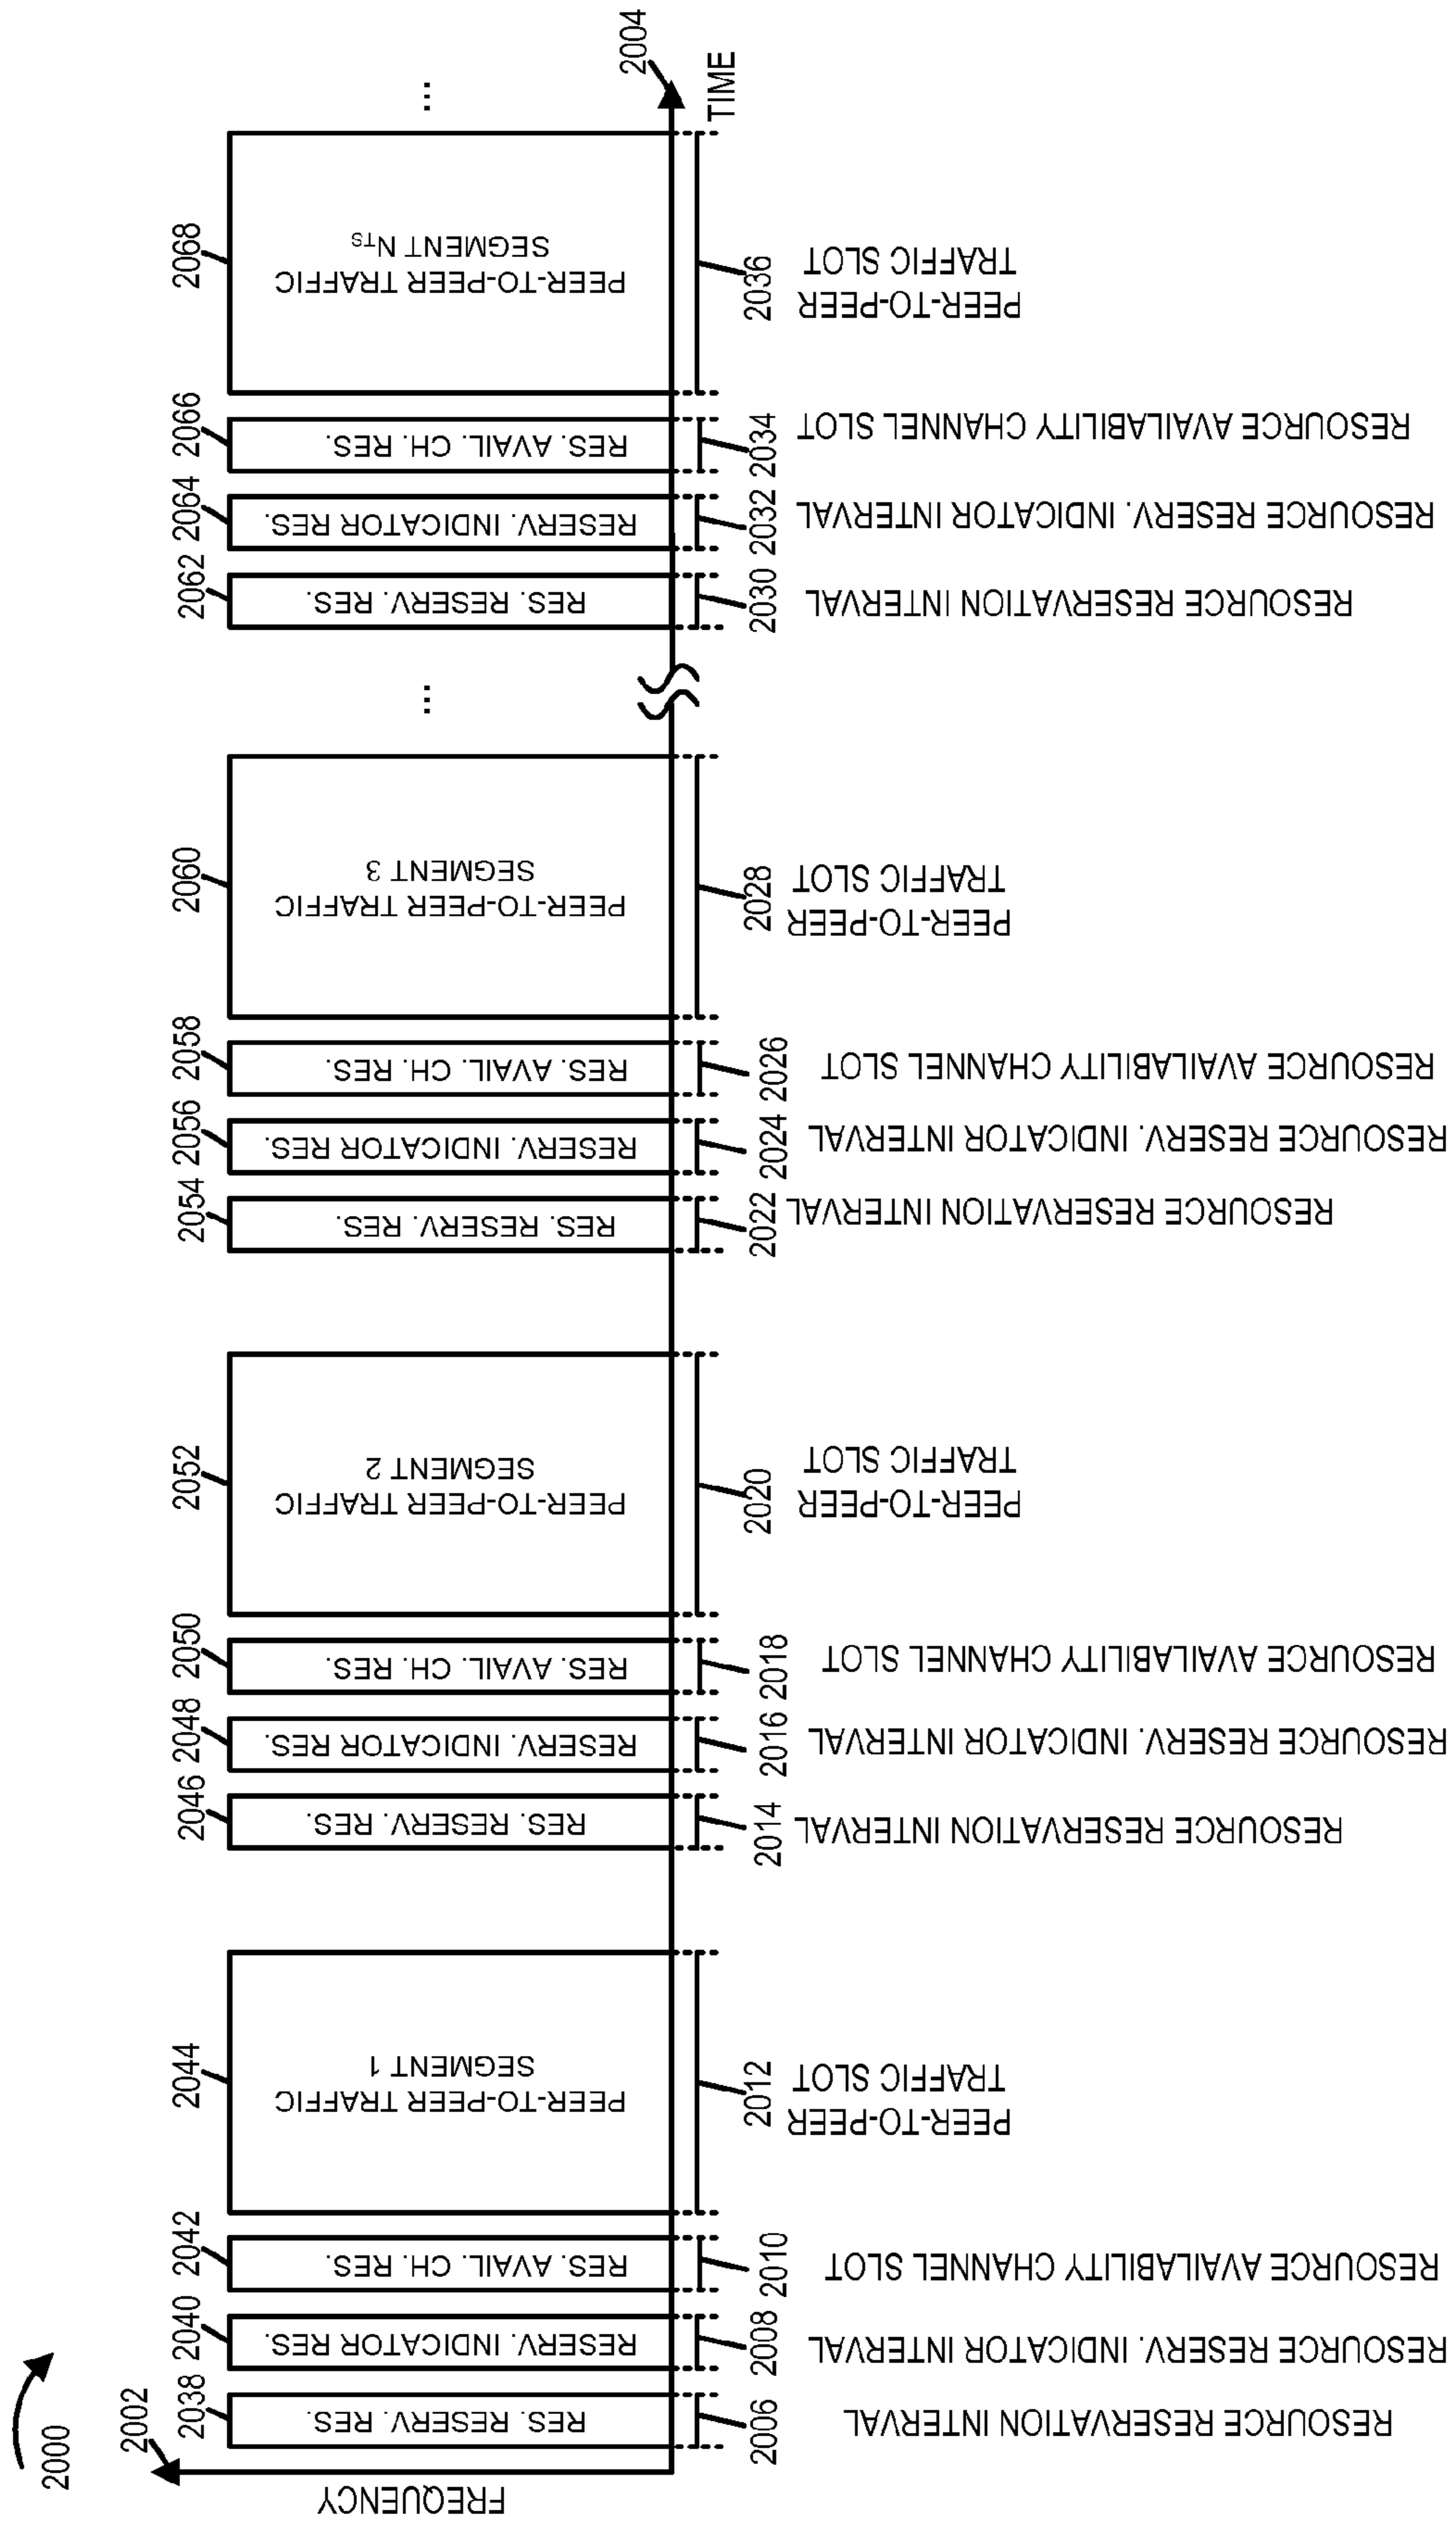 2000
2002
FREQUENCY
2004
TIME
2038
RES. RESERV. RES.
2006
RESOURCE RESERVATION INTERVAL
2040
RESERV. INDICATOR RES.
2008
RESOURCE RESERV. INDICATOR INTERVAL
2042
RES. AVAIL. CH. RES.
2010
RESOURCE AVAILABILITY CHANNEL SLOT
2044
PEER-TO-PEER TRAFFIC
SEGMENT 1
2012
PEER-TO-PEER
TRAFFIC SLOT
2046
RES. RESERV. RES.
2014
RESOURCE RESERVATION INTERVAL
2048
RESERV. INDICATOR RES.
2016
RESOURCE RESERV. INDICATOR INTERVAL
2050
RES. AVAIL. CH. RES.
2018
RESOURCE AVAILABILITY CHANNEL SLOT
2052
PEER-TO-PEER TRAFFIC
SEGMENT 2
2020
PEER-TO-PEER
TRAFFIC SLOT
2054
RES. RESERV. RES.
2022
RESOURCE RESERVATION INTERVAL
2056
RESERV. INDICATOR RES.
2024
RESOURCE RESERV. INDICATOR INTERVAL
2058
RES. AVAIL. CH. RES.
2026
RESOURCE AVAILABILITY CHANNEL SLOT
2060
PEER-TO-PEER TRAFFIC
SEGMENT 3
2028
PEER-TO-PEER
TRAFFIC SLOT
...
2062
RES. RESERV. RES.
2030
RESOURCE RESERVATION INTERVAL
2064
RESERV. INDICATOR RES.
2032
RESOURCE RESERV. INDICATOR INTERVAL
2066
RES. AVAIL. CH. RES.
2034
RESOURCE AVAILABILITY CHANNEL SLOT
2068
PEER-TO-PEER TRAFFIC
SEGMENT N_TS
2036
PEER-TO-PEER
TRAFFIC SLOT
...